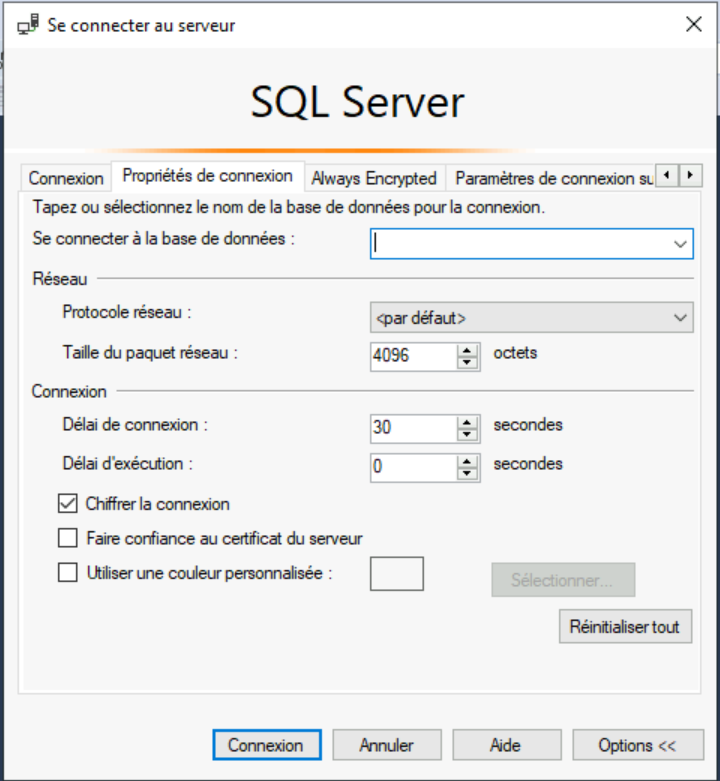 Se connecter au serveur
SQL Server
Connexion Propriétés de connexion Always Encrypted Paramètres de connexion su
Tapez ou sélectionnez le nom de la base de données pour la connexion.
Se connecter à la base de données :
Réseau
Protocole réseau : <par défaut>
Taille du paquet réseau : 4096 octets
Connexion
Délai de connexion : 30 secondes
Délai d'exécution : 0 secondes
Chiffrer la connexion
Faire confiance au certificat du serveur
Utiliser une couleur personnalisée : Sélectionner...
Réinitialiser tout
Connexion Annuler Aide Options <<